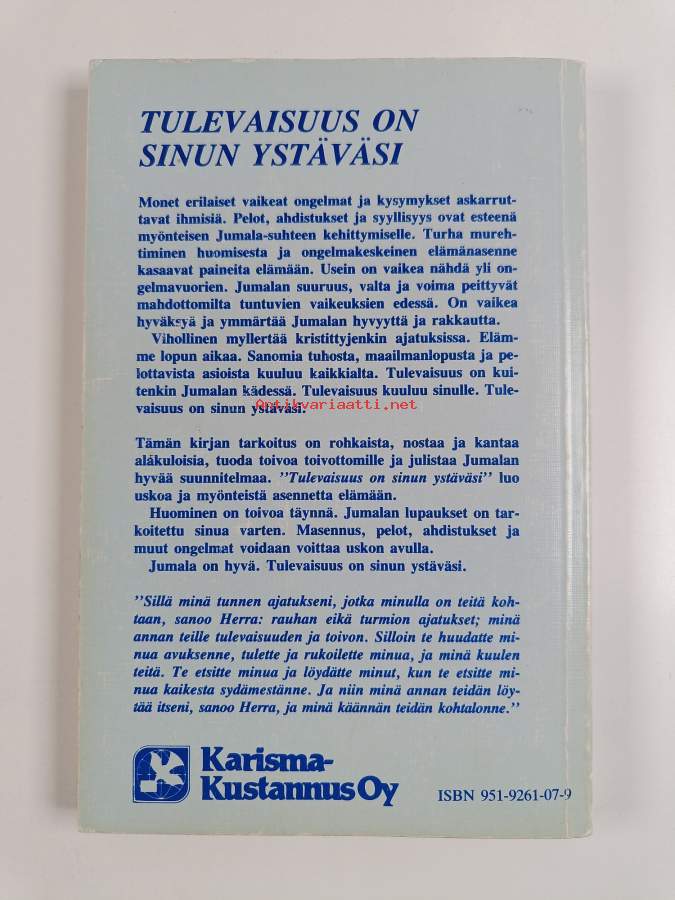 TULEVAISUUS ON
SINUN YSTÄVÄSI
Monet erilaiset vaikeat ongelmat ja kysymykset askarrut-
tavat ihmisiä. Pelot, ahdistukset ja syyllisyys ovat esteenä
myönteisen Jumala-suhteen kehittymiselle. Turha mureh-
timinen huomisesta ja ongelmakeskeinen elämänasenne
kasaavat paineita elämään. Usein on vaikea nähdä yli on-
gelmavuorien. Jumalan suuruus, valta ja voima peittyvät
mahdottomilta tuntuvien vaikeuksien edessä. On vaikea
hyväksyä ja ymmärtää Jumalan hyvyyttä ja rakkautta.
Vihollinen myllertää kristittyjenkin ajatuksissa. Eläm-
me lopun aikaa. Sanomia tuhosta, maailmanlopusta ja pe-
lottavista asioista kuuluu kaikkialta. Tulevaisuus on kui-
tenkin Jumalan kädessä. Tulevaisuus kuuluu sinulle. Tule-
vaisuus on sinun ystäväsi.
Antikvariaatti.net
Tämän kirjan tarkoitus on rohkaista, nostaa ja kantaa
alakuloisia, tuoda toivoa toivottomille ja julistaa Jumalan
hyvää suunnitelmaa. "Tulevaisuus on sinun ystäväsi" luo
uskoa ja myönteistä asennetta elämään.
Huominen on toivoa täynnä. Jumalan lupaukset on tar-
koitettu sinua varten. Masennus, pelot, ahdistukset ja
muut ongelmat voidaan voittaa uskon avulla.
Jumala on hyvä. Tulevaisuus on sinun ystäväsi.
"Sillä minä tunnen ajatukseni, jotka minulla on teitä koh-
taan, sanoo Herra: rauhan eikä turmion ajatukset; minä
annan teille tulevaisuuden ja toivon. Silloin te huudatte mi-
nua avuksenne, tulette ja rukoilette minua, ja minä kuulen
teitä. Te etsitte minua ja löydätte minut, kun te etsitte mi-
nua kaikesta sydämestänne. Ja niin minä annan teidän löy-
tää itseni, sanoo Herra, ja minä käännän teidän kohtalonne."
Karisma-
Kustannus Oy
ISBN 951-9261-07-9